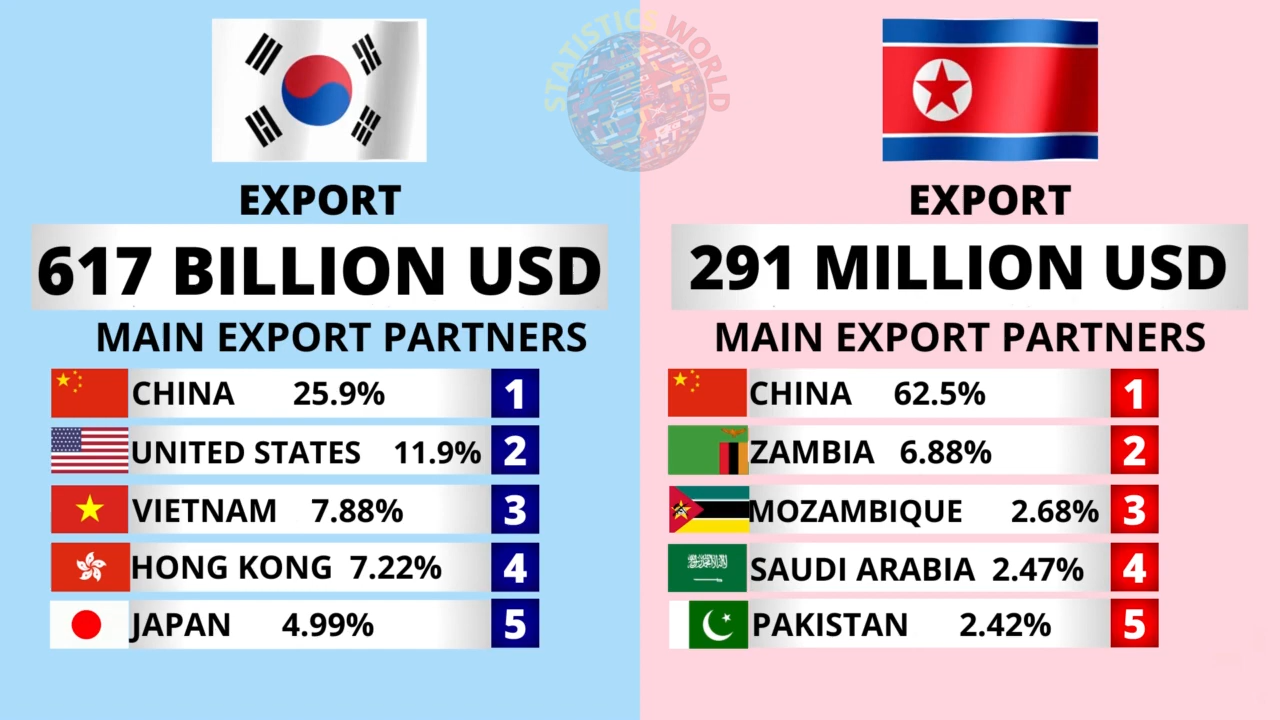 STATISTICS WORLD
EXPORT
617 BILLION USD
MAIN EXPORT PARTNERS
CHINA 25.9% 1
UNITED STATES 11.9% 2
VIETNAM 7.88% 3
HONG KONG 7.22% 4
JAPAN 4.99% 5
EXPORT
291 MILLION USD
MAIN EXPORT PARTNERS
CHINA 62.5% 1
ZAMBIA 6.88% 2
MOZAMBIQUE 2.68% 3
SAUDI ARABIA 2.47% 4
PAKISTAN 2.42% 5